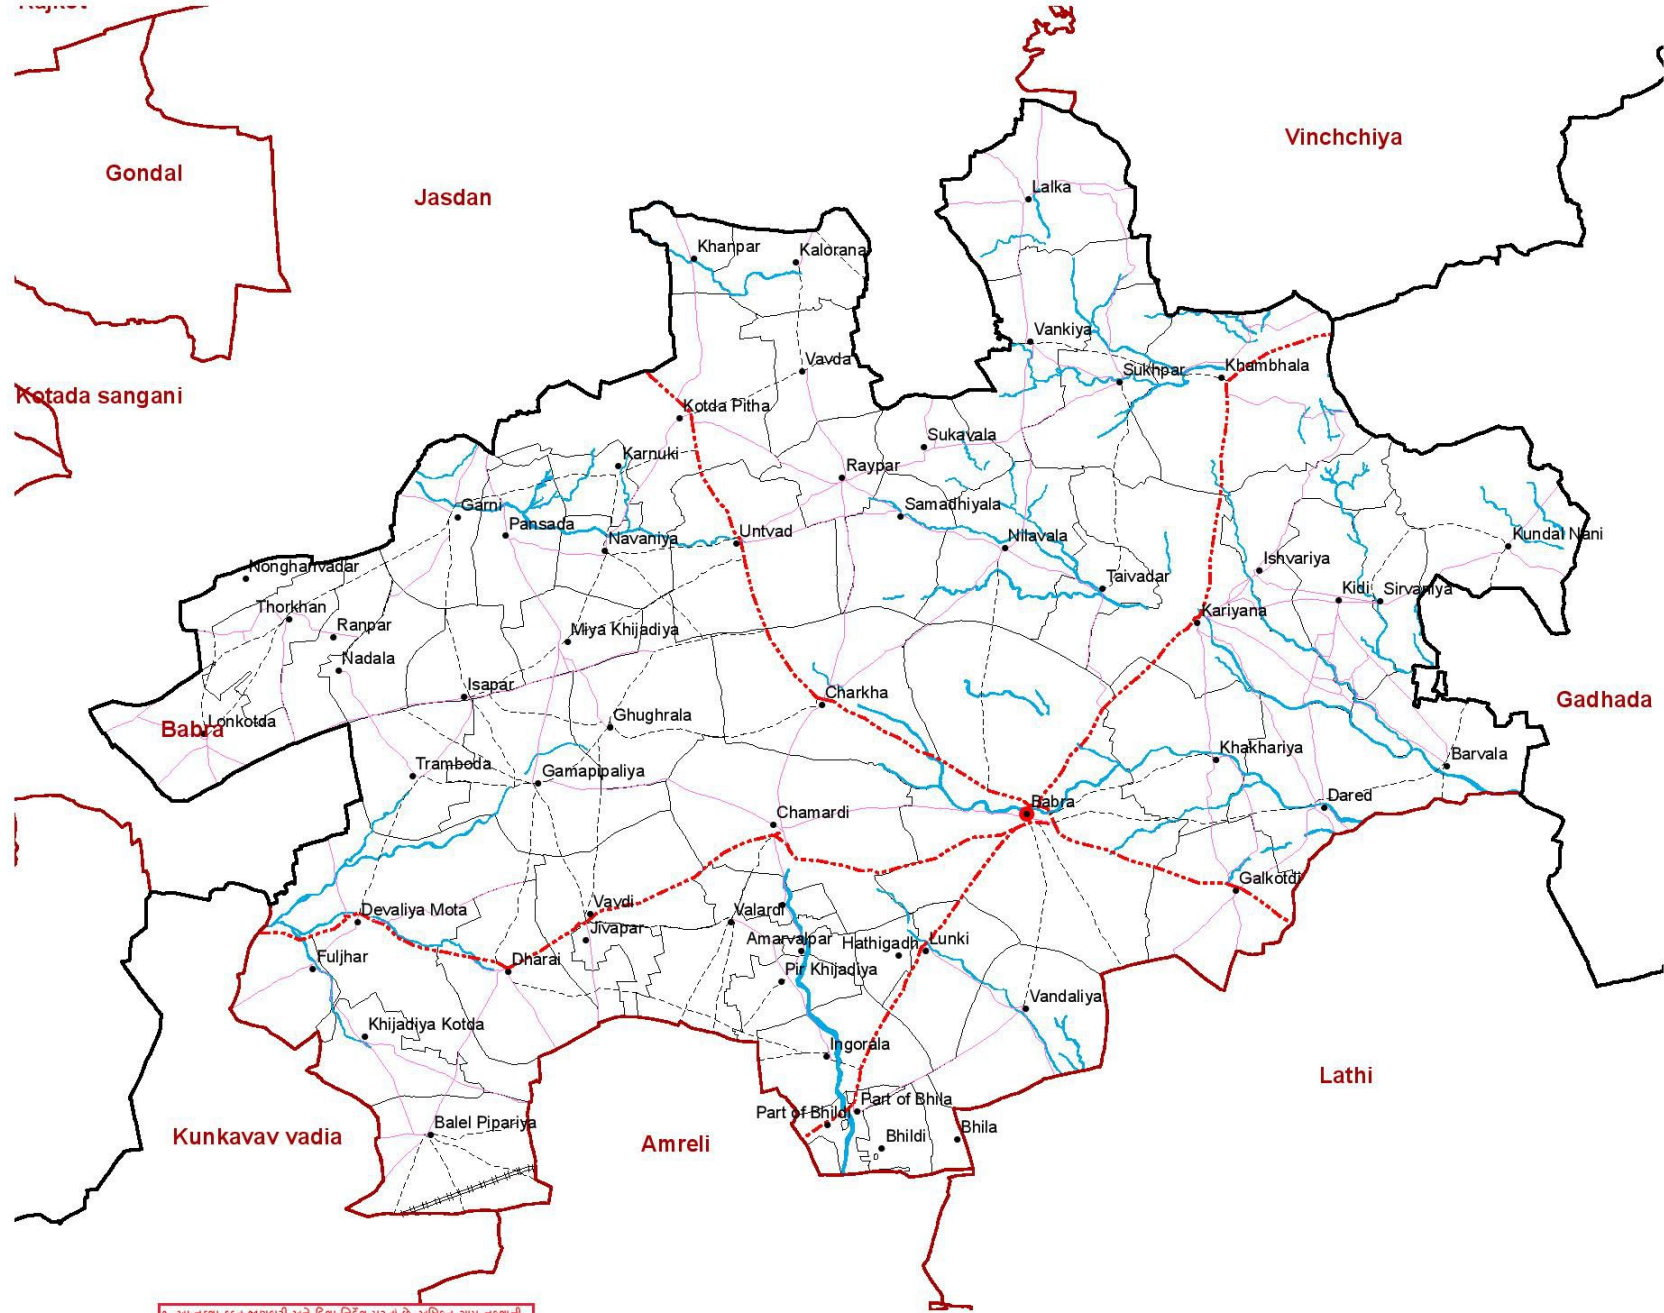 Vinchchiya
Gondal
Jasdan
Lalka
Khanpar
Kalorana
Vankiya
Vavda
Sukhpar
Khambhala
Kotada sangani
Kotda Pitha
Sukavala
Karnuki
Raypar
Garni
Samadhiyala
Pansada
Navaniya
Untvad
Nilavala
Kundal Nani
Ishvariya
Nonghanvadar
Taivadar
Kidi
Sirvaniya
Thorkhan
Kariyana
Ranpar
Miya Khijadiya
Nadala
Isapar
Charkha
Gadhada
Lonkotda
Babra
Ghughrala
Khakhariya
Barvala
Tramboda
Gamapipaliya
Dared
Babra
Chamardi
Galkotdi
Vavdi
Devaliya Mota
Valardi
Jivapar
Amarvalpar
Hathigadh
Lunki
Fuljhar
Dharai
Pir Khijadiya
Vandaliya
Khijadiya Kotda
Ingorala
Lathi
Part of Bhildi
Part of Bhila
Balel Pipariya
Bhila
Kunkavav vadia
Amreli
Bhildi